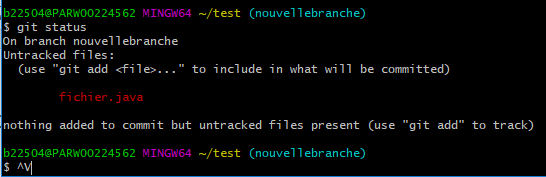 b22504@PARWO0224562 MINGW64 ~/test (nouvellebranche)
$ git status
On branch nouvellebranche
Untracked files:
(use "git add <file>..." to include in what will be committed)
fichier.java
nothing added to commit but untracked files present (use "git add" to track)
b22504@PARWO0224562 MINGW64 ~/test (nouvellebranche)
$ ^V